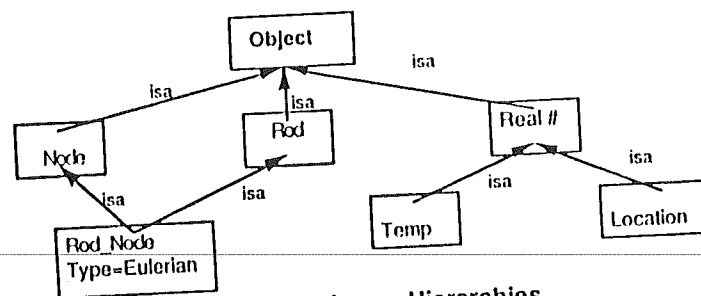 Object
isa
isa
isa
Node
Rod
Real #
isa
isa
isa
isa
Rod_Node
Type=Eulerian
Temp
Location
Hierarchies